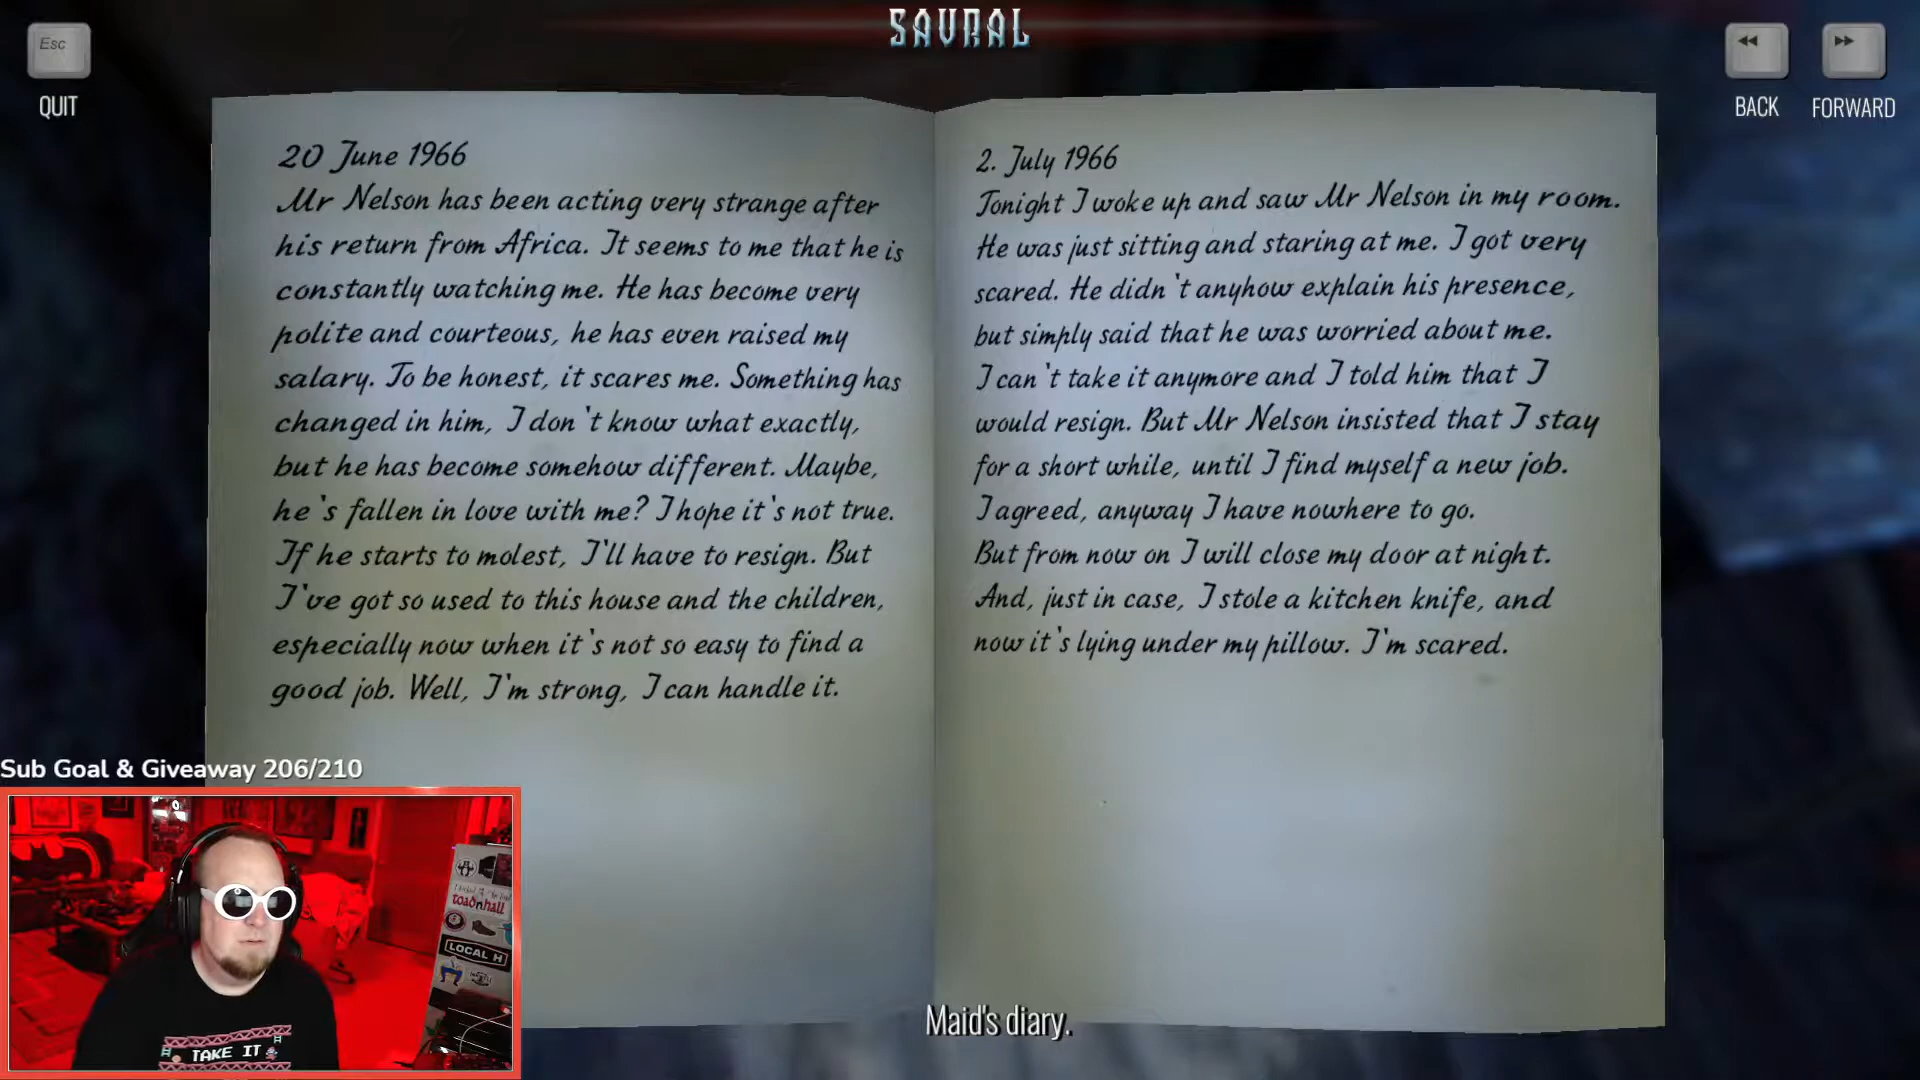 SAVRAL
Esc
QUIT
BACK
FORWARD
20 June 1966
Mr Nelson has been acting very strange after
his return from Africa. It seems to me that he is
constantly watching me. He has become very
polite and courteous, he has even raised my
salary. To be honest, it scares me. Something has
changed in him, I don't know what exactly,
but he has become somehow different. Maybe,
he's fallen in love with me? I hope it's not true.
If he starts to molest, I'll have to resign. But
I've got so used to this house and the children,
especially now when it's not so easy to find a
good job. Well, I'm strong, I can handle it.
2. July 1966
Tonight I woke up and saw Mr Nelson in my room.
He was just sitting and staring at me. I got very
scared. He didn't anyhow explain his presence,
but simply said that he was worried about me.
I can't take it anymore and I told him that I
would resign. But Mr Nelson insisted that I stay
for a short while, until I find myself a new job.
I agreed, anyway I have nowhere to go.
But from now on I will close my door at night.
And, just in case, I stole a kitchen knife, and
now it's lying under my pillow. I'm scared.
Sub Goal & Giveaway 206/210
toadnhall
LOCAL H
TAKE IT
Maid's diary.